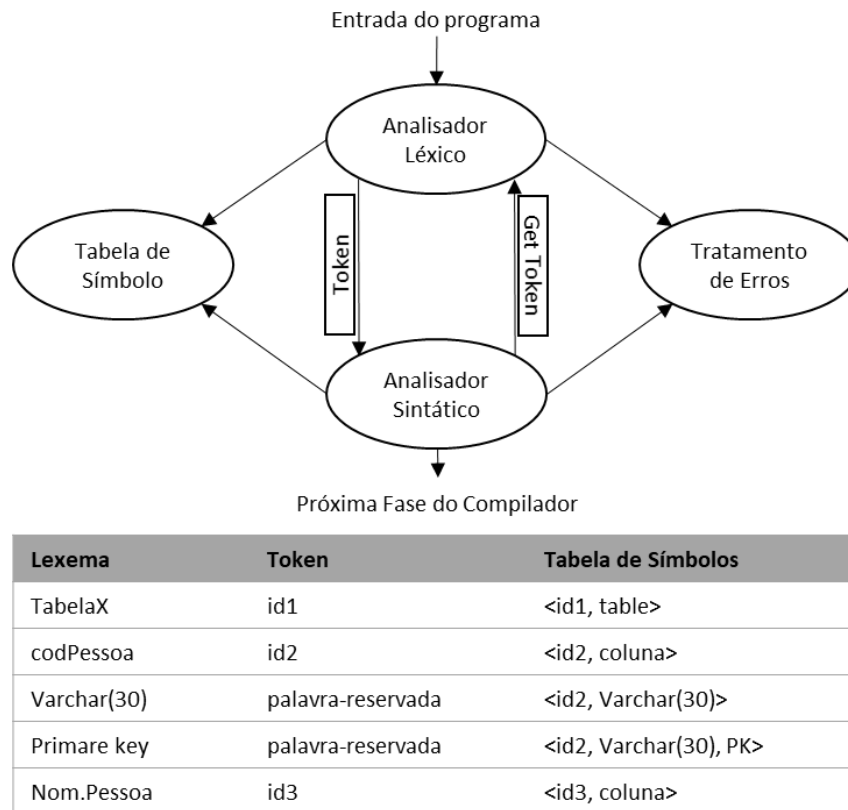 Entrada do programa
Analisador
Léxico
Tabela de
Símbolo
Token
Get Token
Tratamento
de Erros
Analisador
Sintático
Próxima Fase do Compilador
Lexema Token Tabela de Símbolos
TabelaX id1 <id1, table>
codPessoa id2 <id2, coluna>
Varchar(30) palavra-reservada <id2, Varchar(30)>
Primare key palavra-reservada <id2, Varchar(30), PK>
Nom.Pessoa id3 <id3, coluna>